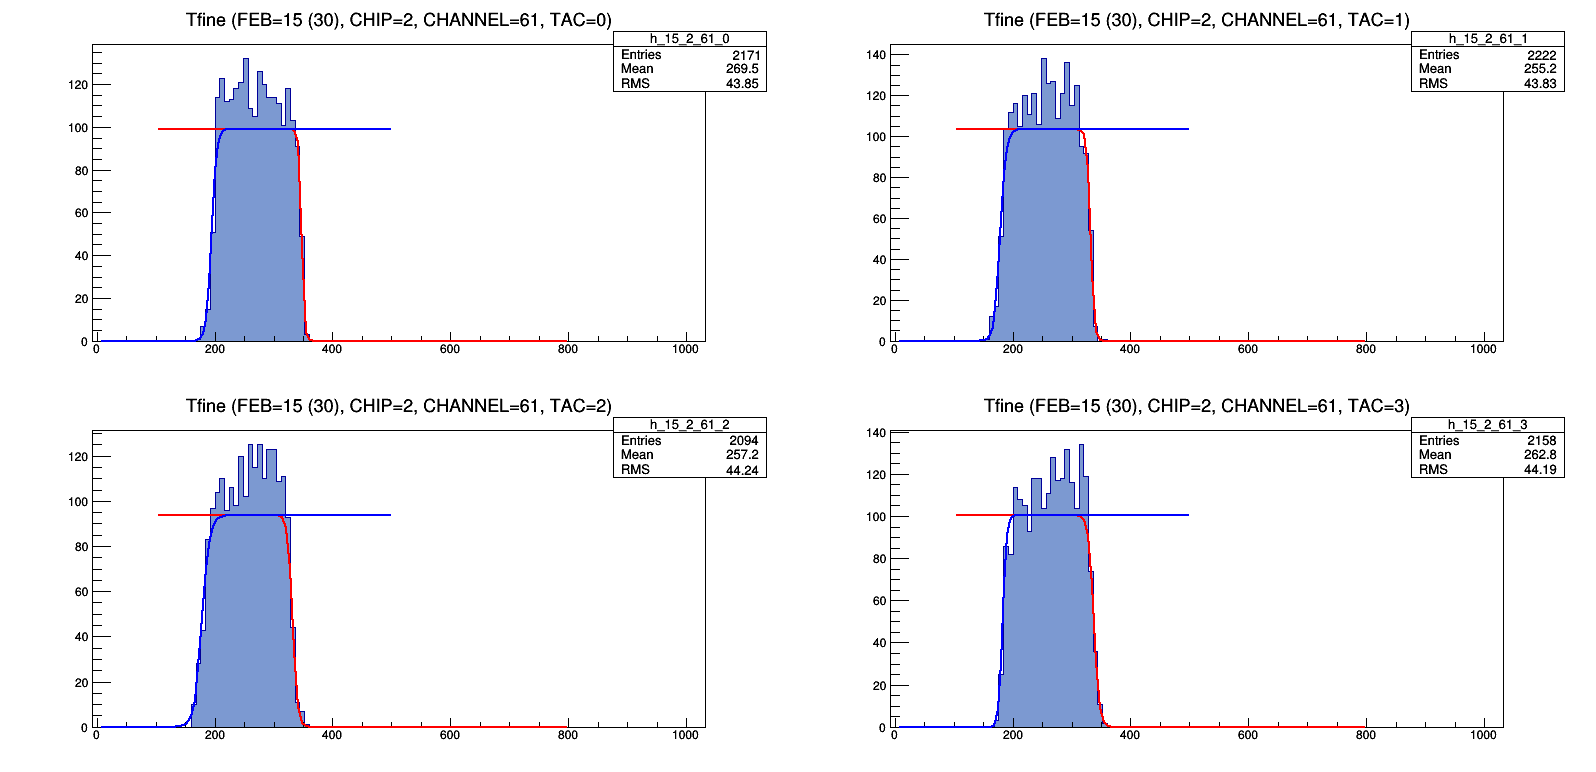 Tfine (FEB=15 (30), CHIP=2, CHANNEL=61, TAC=0)
h_15_2_61_0
Entries 2171
Mean 269.5
RMS 43.85
120
100
80
60
40
20
0
0 200 400 600 800 1000
Tfine (FEB=15 (30), CHIP=2, CHANNEL=61, TAC=1)
h_15_2_61_1
Entries 2222
Mean 255.2
RMS 43.83
140
120
100
80
60
40
20
0
0 200 400 600 800 1000
Tfine (FEB=15 (30), CHIP=2, CHANNEL=61, TAC=2)
h_15_2_61_2
Entries 2094
Mean 257.2
RMS 44.24
120
100
80
60
40
20
0
0 200 400 600 800 1000
Tfine (FEB=15 (30), CHIP=2, CHANNEL=61, TAC=3)
h_15_2_61_3
Entries 2158
Mean 262.8
RMS 44.19
140
120
100
80
60
40
20
0
0 200 400 600 800 1000